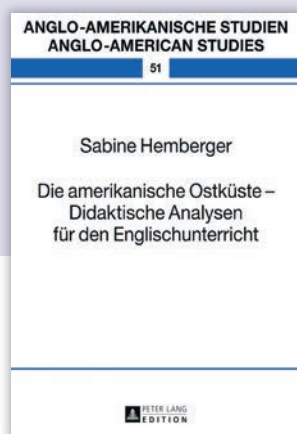 ANGLO-AMERIKANISCHE STUDIEN
ANGLO-AMERICAN STUDIES
51
Sabine Hemberger
Die amerikanische Ostküste –
Didaktische Analysen
für den Englischunterricht
PETER LANG
EDITION